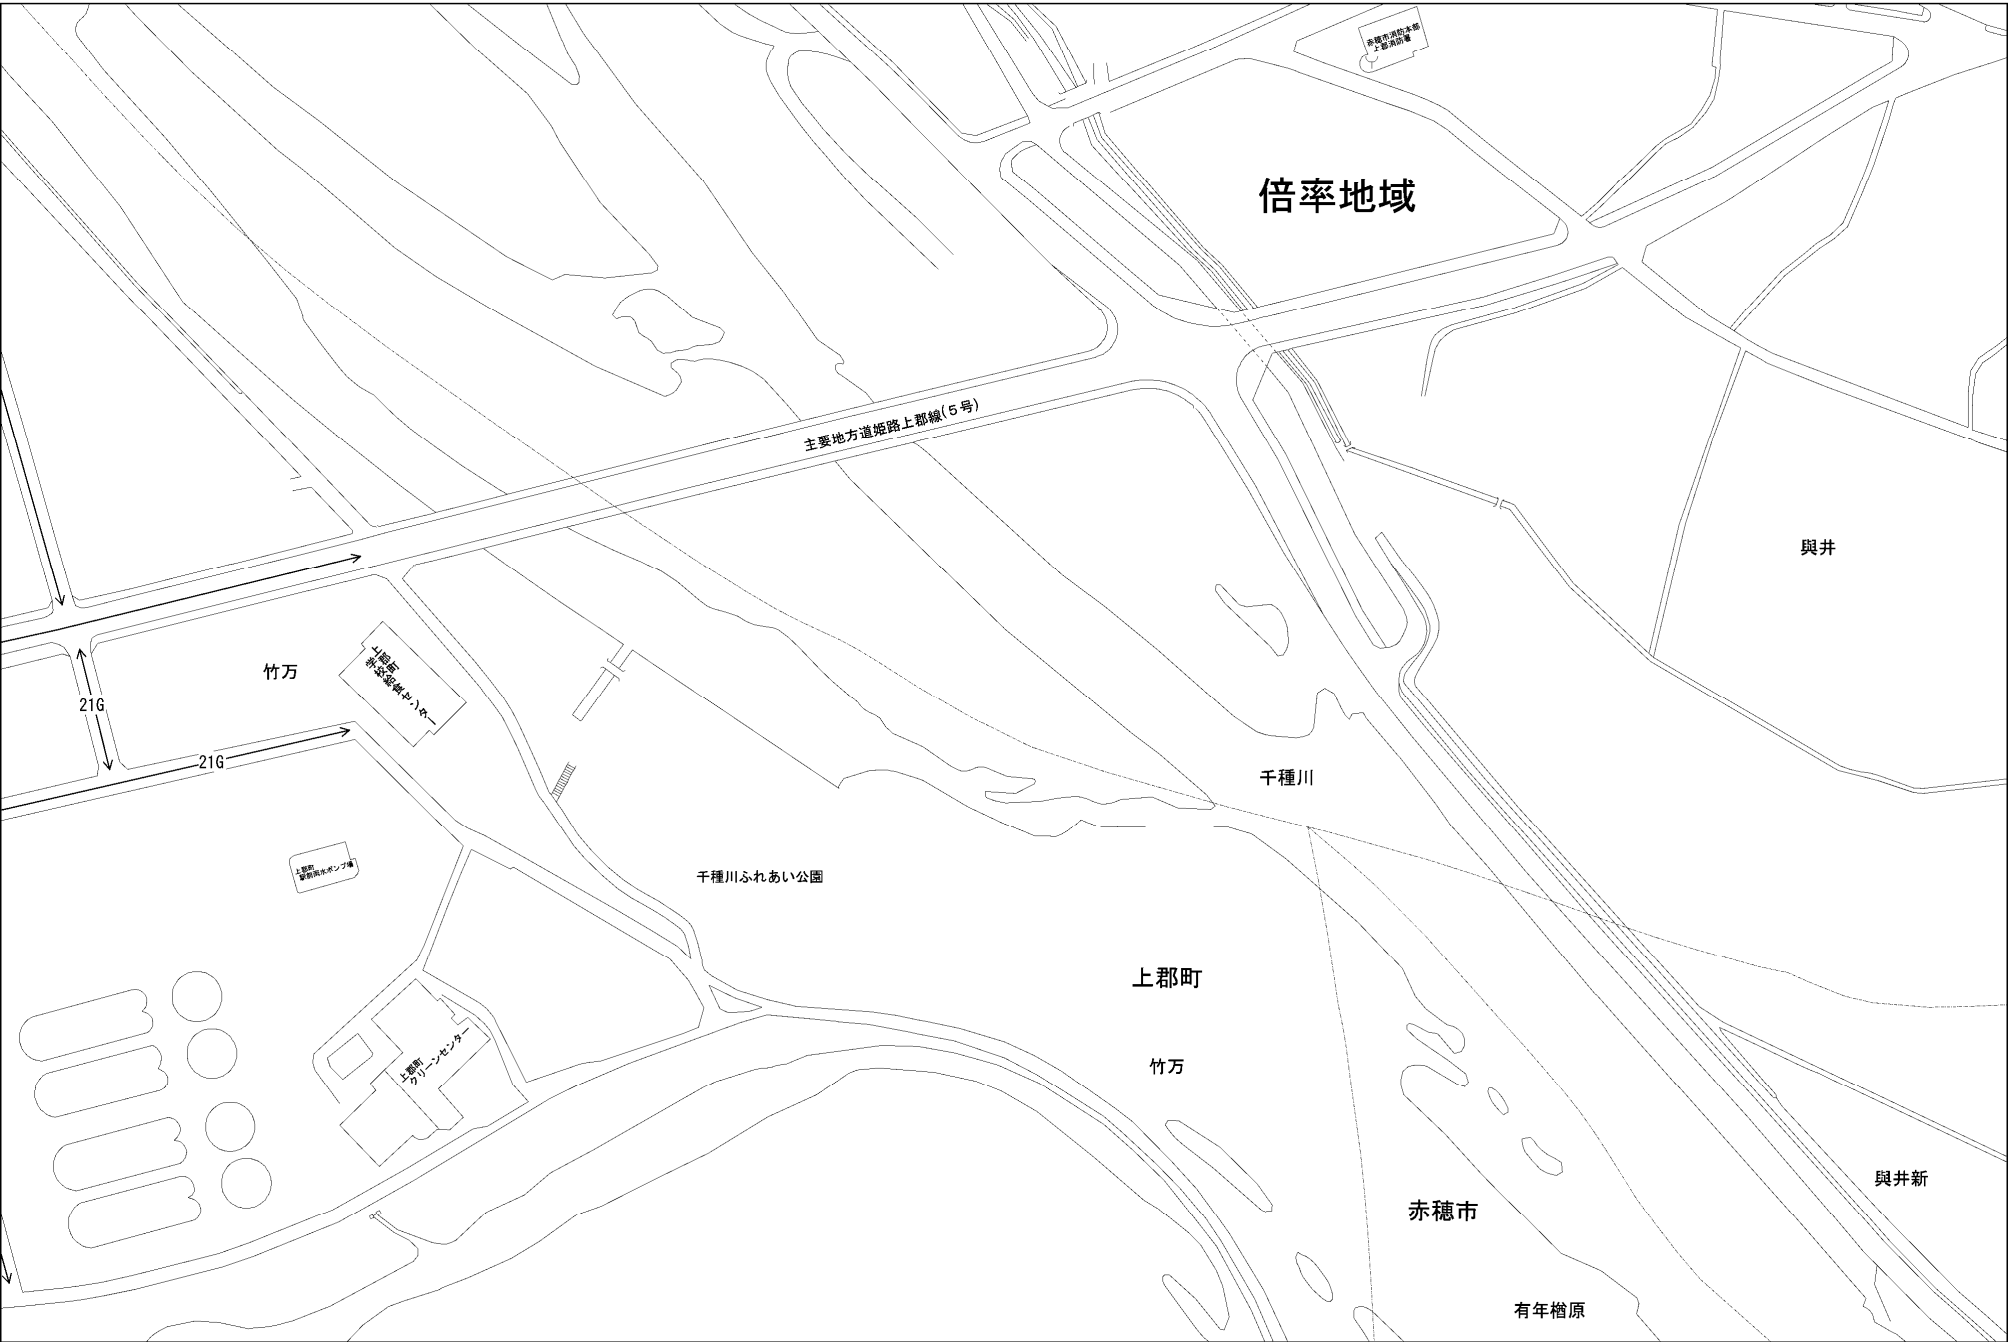 赤穂市消防本部
上郡消防署
倍率地域
主要地方道姫路上郡線(5号)
與井
上郡町
学校給食センター
竹万
21G
21G
千種川
上郡町
駅前雨水ポンプ場
千種川ふれあい公園
上郡町
上郡町
クリーンセンター
竹万
與井新
赤穂市
有年楢原